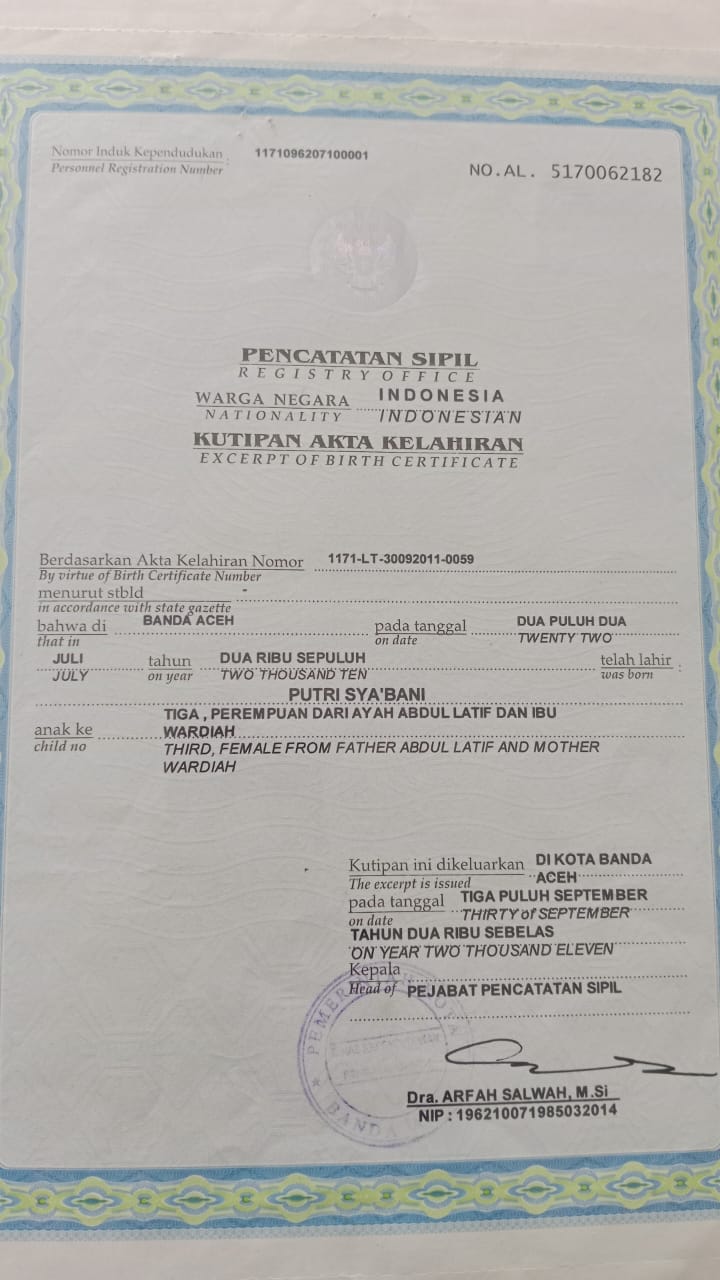 Nomor Induk Kependudukan : 1171096207100001
Personnel Registration Number
NO.AL. 5170062182
PENCATATAN SIPIL
REGISTRY OFFICE
WARGA NEGARA INDONESIA
NATIONALITY INDONESIAN
KUTIPAN AKTA KELAHIRAN
EXCERPT OF BIRTH CERTIFICATE
Berdasarkan Akta Kelahiran Nomor 1171-LT-30092011-0059
By virtue of Birth Certificate Number
menurut stbld -
in accordance with state gazette
bahwa di BANDA ACEH pada tanggal DUA PULUH DUA
that in on date TWENTY TWO
JULI tahun DUA RIBU SEPULUH telah lahir :
JULY on year TWO THOUSAND TEN was born
PUTRI SYA'BANI
TIGA , PEREMPUAN DARI AYAH ABDUL LATIF DAN IBU
anak ke WARDIAH
child no THIRD, FEMALE FROM FATHER ABDUL LATIF AND MOTHER
WARDIAH
Kutipan ini dikeluarkan DI KOTA BANDA
The excerpt is issued ACEH
pada tanggal TIGA PULUH SEPTEMBER
on date THIRTY of SEPTEMBER
TAHUN DUA RIBU SEBELAS
ON YEAR TWO THOUSAND ELEVEN
Kepala
Head of PEJABAT PENCATATAN SIPIL
PEMERINTAH KOTA
BANDA
Dra. ARFAH SALWAH, M.Si
NIP : 196210071985032014